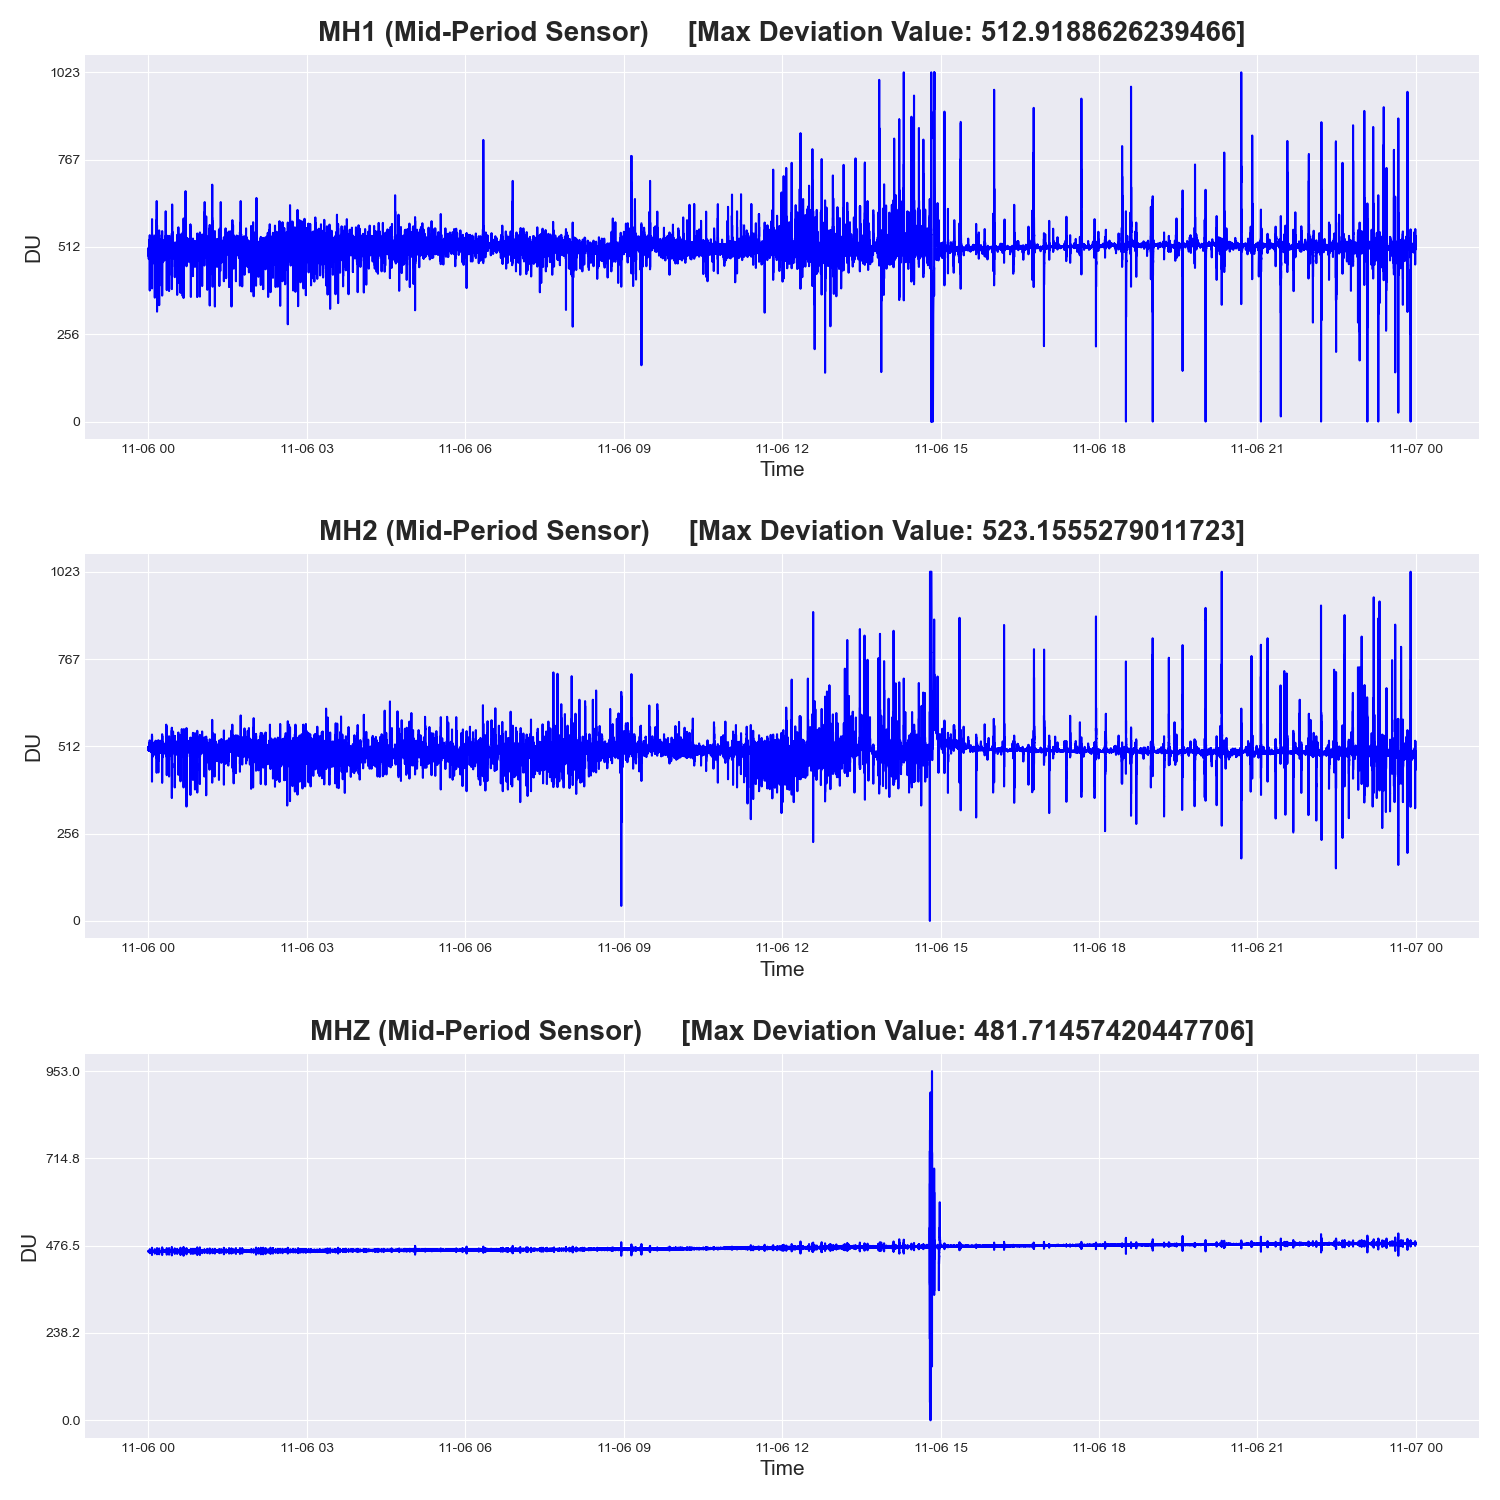 MH1 (Mid-Period Sensor) [Max Deviation Value: 512.9188626239466]
1023
767
512
256
0
DU
11-06 00 11-06 03 11-06 06 11-06 09 11-06 12 11-06 15 11-06 18 11-06 21 11-07 00
Time
MH2 (Mid-Period Sensor) [Max Deviation Value: 523.1555279011723]
1023
767
512
256
0
DU
11-06 00 11-06 03 11-06 06 11-06 09 11-06 12 11-06 15 11-06 18 11-06 21 11-07 00
Time
MHZ (Mid-Period Sensor) [Max Deviation Value: 481.71457420447706]
953.0
714.8
476.5
238.2
0.0
DU
11-06 00 11-06 03 11-06 06 11-06 09 11-06 12 11-06 15 11-06 18 11-06 21 11-07 00
Time